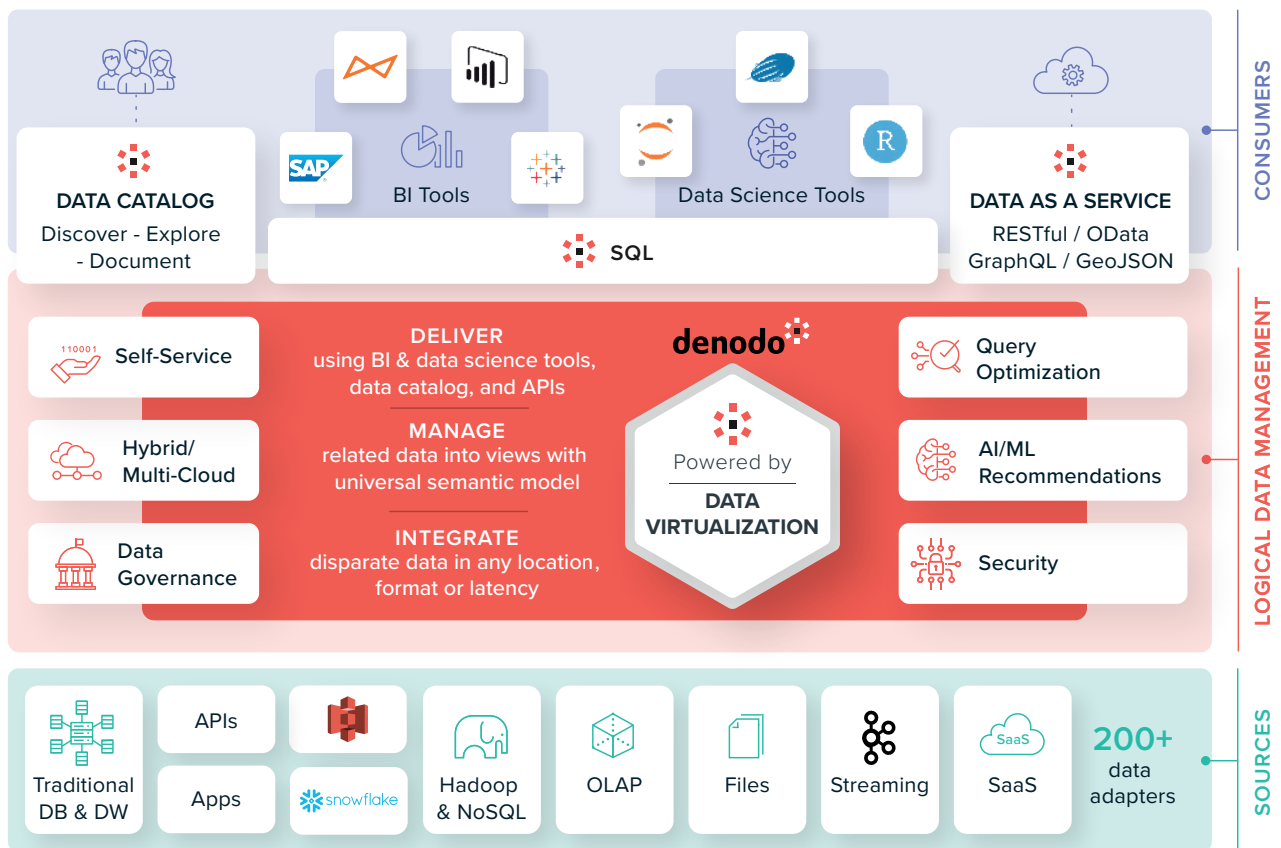 SAP
BI Tools
Data Science Tools
R
DATA CATALOG
Discover - Explore
- Document
SQL
DATA AS A SERVICE
RESTful / OData
GraphQL / GeoJSON
CONSUMERS
110001
Self-Service
Hybrid/
Multi-Cloud
Data
Governance
DELIVER
using BI & data science tools,
data catalog, and APIs
MANAGE
related data into views with
universal semantic model
INTEGRATE
disparate data in any location,
format or latency
denodo
Powered by
DATA
VIRTUALIZATION
Query
Optimization
AI/ML
Recommendations
Security
LOGICAL DATA MANAGEMENT
Traditional
DB & DW
APIs
Apps
snowflake
Hadoop
& NoSQL
OLAP
Files
Streaming
SaaS
SaaS
200+
data
adapters
SOURCES